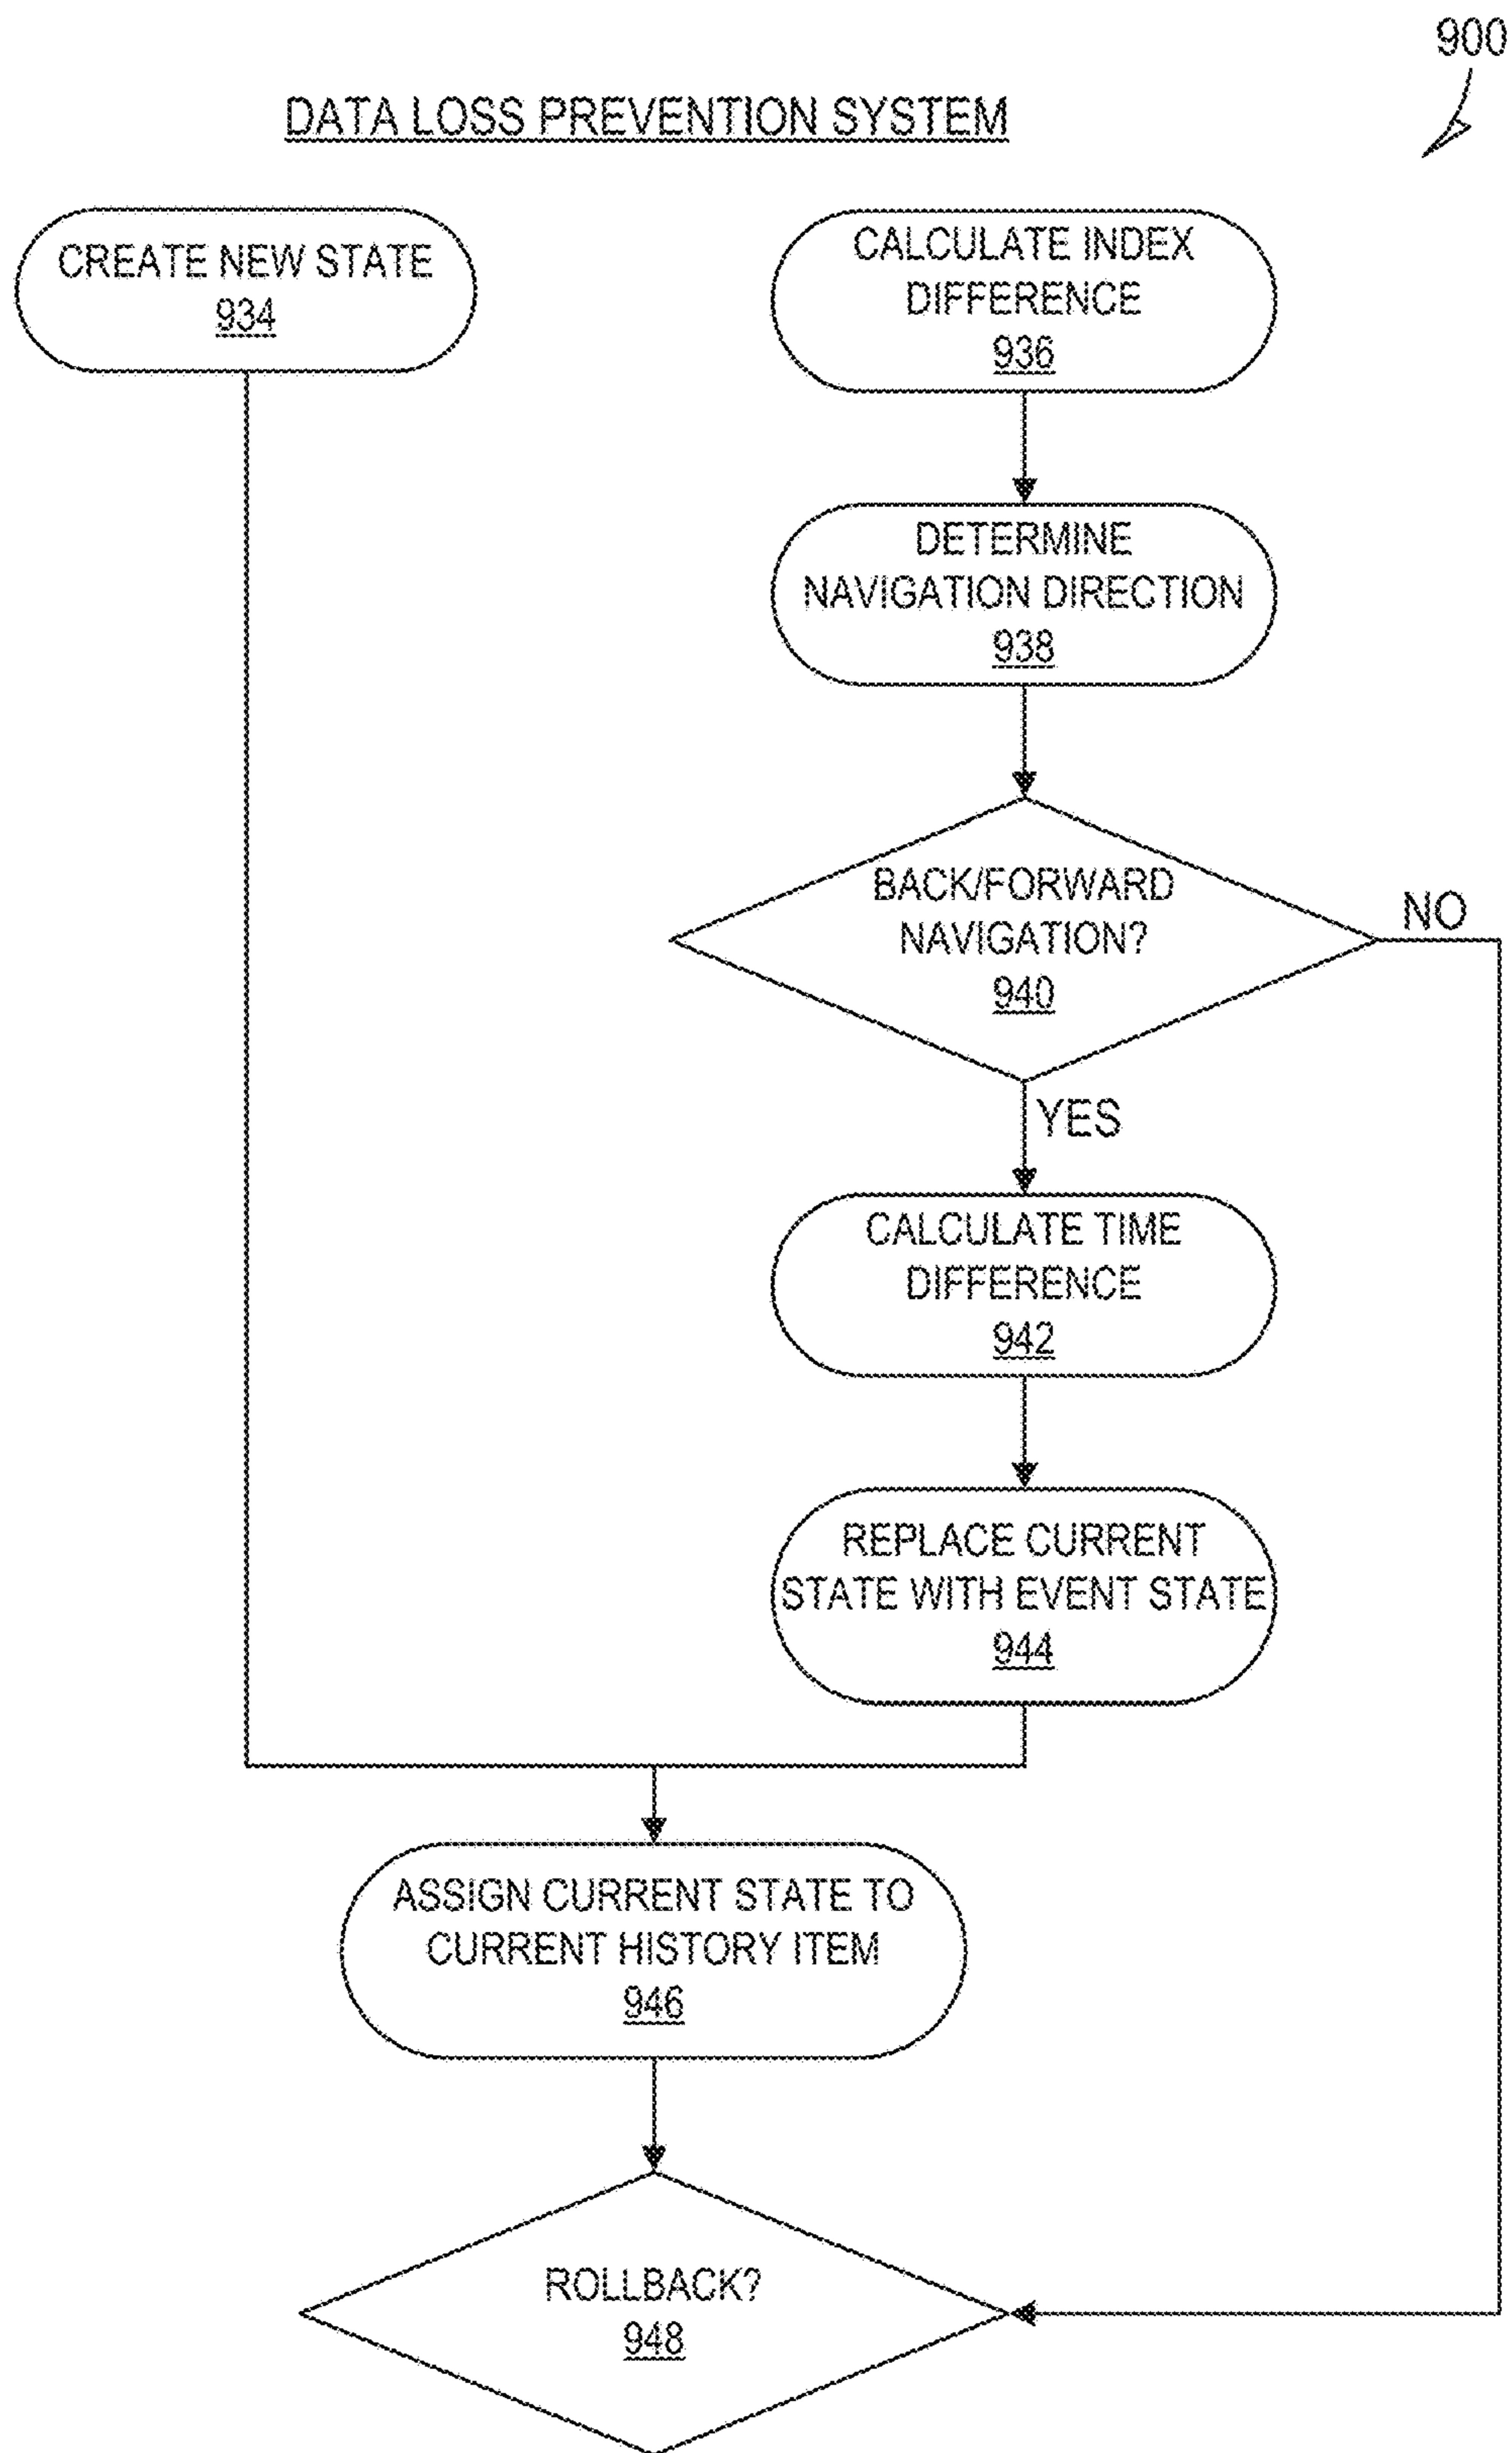 900
DATA LOSS PREVENTION SYSTEM
CREATE NEW STATE
934
CALCULATE INDEX
DIFFERENCE
936
DETERMINE
NAVIGATION DIRECTION
938
BACK/FORWARD
NAVIGATION?
940
NO
YES
CALCULATE TIME
DIFFERENCE
942
REPLACE CURRENT
STATE WITH EVENT STATE
944
ASSIGN CURRENT STATE TO
CURRENT HISTORY ITEM
946
ROLLBACK?
948